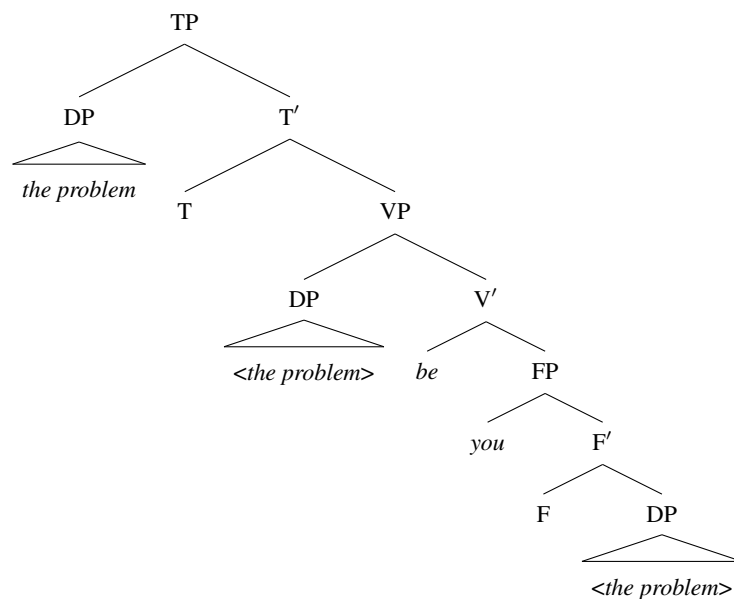 TP
DP T′
the problem
T VP
DP V′
<the problem> be FP
you F′
F DP
<the problem>